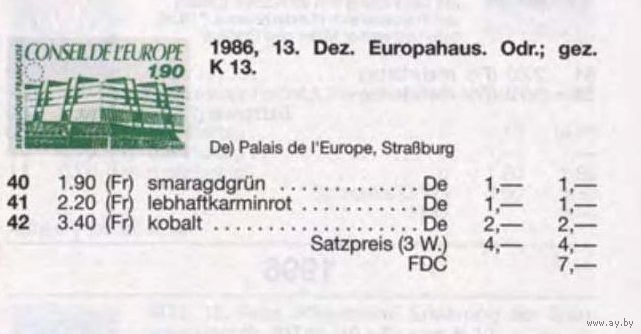 CONSEIL DE L'EUROPE
1,90
REPUBLIQUE FRANÇAISE
1986, 13. Dez. Europahaus. Odr.; gez.
K 13.
De) Palais de l'Europe, Straßburg
40 1.90 (Fr) smaragdgrün . . . . . . . . . . . . . . De 1,— 1,—
41 2.20 (Fr) lebhaftkarminrot . . . . . . . . . . . . De 1,— 1,—
42 3.40 (Fr) kobalt . . . . . . . . . . . . . . . . . . . De 2,— 2,—
Satzpreis (3 W.) 4,— 4,—
FDC 7,—
www.ay.by